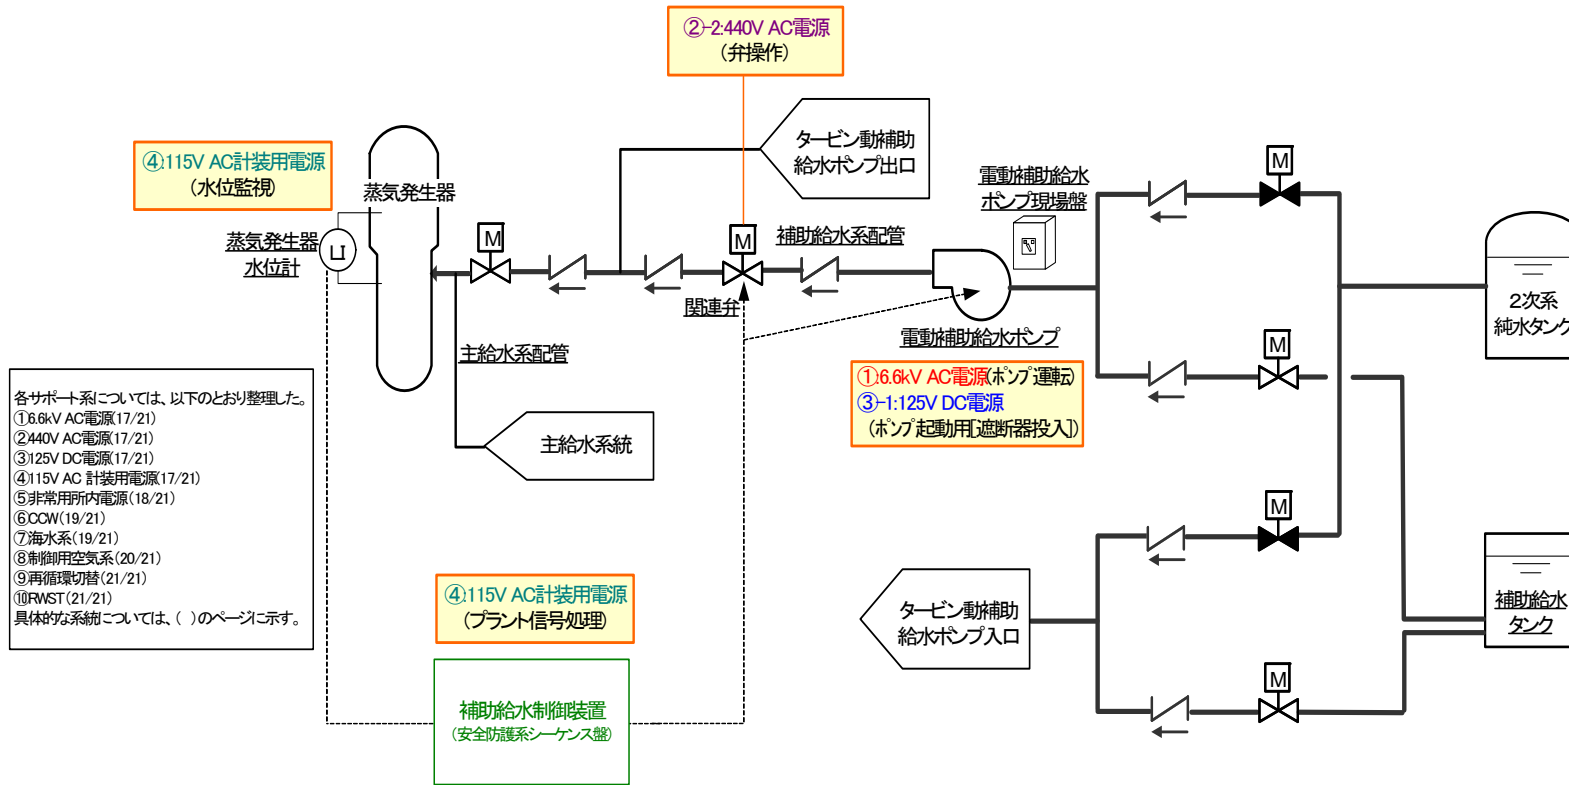 ②-2:440V AC電源
(弁操作)
④:115V AC計装用電源
(水位監視)
蒸気発生器
蒸気発生器
水位計
LI
M
タービン動補助
給水ポンプ出口
M
関連弁
補助給水系配管
電動補助給水
ポンプ現場盤
電動補助給水ポンプ
①:6.6kV AC電源(ポンプ運転)
③-1:125V DC電源
(ポンプ起動用[遮断器投入])
M
M
2次系
純水タンク
主給水系配管
主給水系統
各サポート系については、以下のとおり整理した。
①6.6kV AC電源(17/21)
②440V AC電源(17/21)
③125V DC電源(17/21)
④115V AC 計装用電源(17/21)
⑤非常用所内電源(18/21)
⑥CCW(19/21)
⑦海水系(19/21)
⑧制御用空気系(20/21)
⑨再循環切替(21/21)
⑩RWST(21/21)
具体的な系統については、( )のページに示す。
④:115V AC計装用電源
(プラント信号処理)
補助給水制御装置
(安全防護系シーケンス盤)
タービン動補助
給水ポンプ入口
M
M
補助給水
タンク